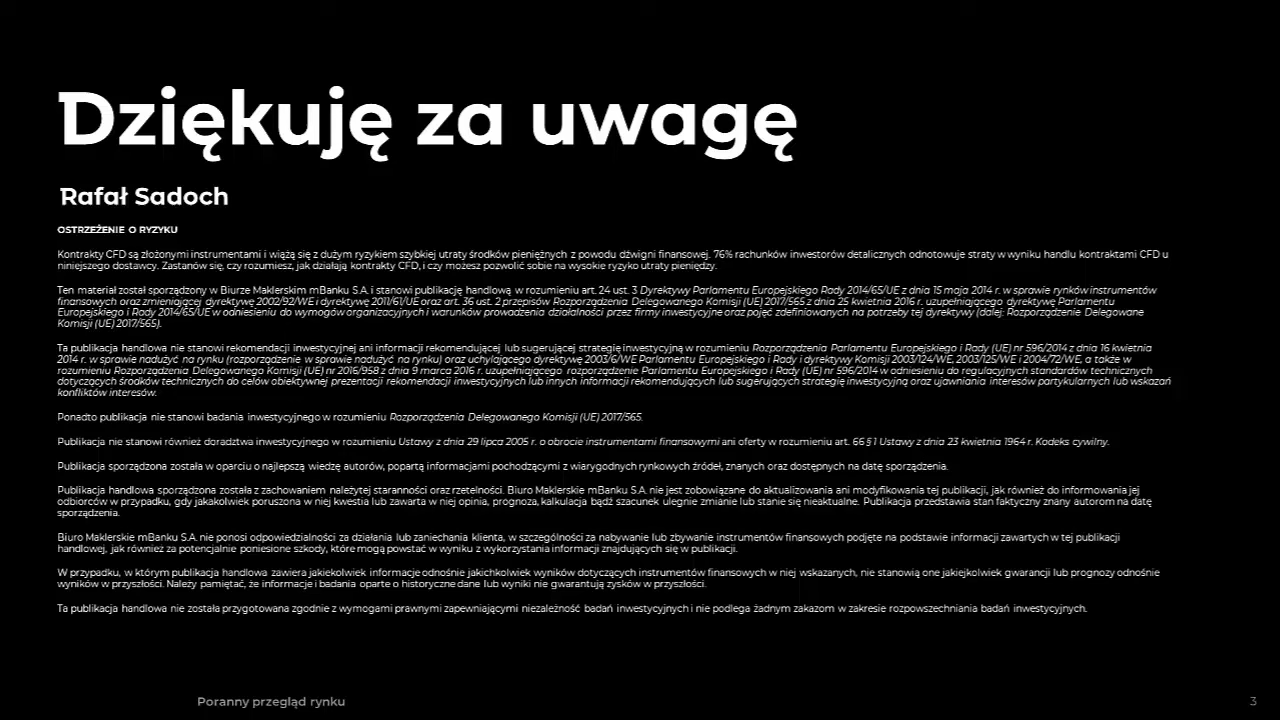 Dziękuję za uwagę
Rafał Sadoch
OSTRZEŻENIE O RYZYKU
Kontrakty CFD są złożonymi instrumentami i wiążą się z dużym ryzykiem szybkiej utraty środków pieniężnych z powodu dźwigni finansowej. 76% rachunków inwestorów detalicznych odnotowuje straty w wyniku handlu kontraktami CFD u
niniejszego dostawcy. Zastanów się, czy rozumiesz, jak działają kontrakty CFD, i czy możesz pozwolić sobie na wysokie ryzyko utraty pieniędzy.
Ten materiał został sporządzony w Biurze Maklerskim mBanku S.A. i stanowi publikację handlową w rozumieniu art. 24 ust. 3 Dyrektywy Parlamentu Europejskiego Rady 2014/65/UE z dnia 15 maja 2014 r. w sprawie rynków instrumentów
finansowych oraz zmieniającej dyrektywę 2002/92/WE i dyrektywę 2011/61/UE oraz art. 36 ust. 2 przepisów Rozporządzenia Delegowanego Komisji (UE) 2017/565 z dnia 25 kwietnia 2016 r. uzupełniającego dyrektywę Parlamentu
Europejskiego i Rady 2014/65/UE w odniesieniu do wymogów organizacyjnych i warunków prowadzenia działalności przez firmy inwestycyjne oraz pojęć zdefiniowanych na potrzeby tej dyrektywy (dalej: Rozporządzenie Delegowane
Komisji (UE) 2017/565).
Ta publikacja handlowa nie stanowi rekomendacji inwestycyjnej ani informacji rekomendującej lub sugerującej strategię inwestycyjną w rozumieniu Rozporządzenia Parlamentu Europejskiego i Rady (UE) nr 596/2014 z dnia 16 kwietnia
2014 r. w sprawie nadużyć na rynku (rozporządzenie w sprawie nadużyć na rynku) oraz uchylającego dyrektywę 2003/6/WE Parlamentu Europejskiego i Rady i dyrektywy Komisji 2003/124/WE, 2003/125/WE i 2004/72/WE, a także w
rozumieniu Rozporządzenia Delegowanego Komisji (UE) nr 2016/958 z dnia 9 marca 2016 r. uzupełniającego rozporządzenie Parlamentu Europejskiego i Rady (UE) nr 596/2014 w odniesieniu do regulacyjnych standardów technicznych
dotyczących środków technicznych do celów obiektywnej prezentacji rekomendacji inwestycyjnych lub innych informacji rekomendujących lub sugerujących strategię inwestycyjną oraz ujawniania interesów partykularnych lub wskazań
konfliktów interesów.
Ponadto publikacja nie stanowi badania inwestycyjnego w rozumieniu Rozporządzenia Delegowanego Komisji (UE) 2017/565.
Publikacja nie stanowi również doradztwa inwestycyjnego w rozumieniu Ustawy z dnia 29 lipca 2005 r. o obrocie instrumentami finansowymi ani oferty w rozumieniu art. 66 § 1 Ustawy z dnia 23 kwietnia 1964 r. Kodeks cywilny.
Publikacja sporządzona została w oparciu o najlepszą wiedzę autorów, popartą informacjami pochodzącymi z wiarygodnych rynkowych źródeł, znanych oraz dostępnych na datę sporządzenia.
Publikacja handlowa sporządzona została z zachowaniem należytej staranności oraz rzetelności. Biuro Maklerskie mBanku S.A. nie jest zobowiązane do aktualizowania ani modyfikowania tej publikacji, jak również do informowania jej
odbiorców w przypadku, gdy jakakolwiek poruszona w niej kwestia lub zawarta w niej opinia, prognoza, kalkulacja bądź szacunek ulegnie zmianie lub stanie się nieaktualne. Publikacja przedstawia stan faktyczny znany autorom na datę
sporządzenia.
Biuro Maklerskie mBanku S.A. nie ponosi odpowiedzialności za działania lub zaniechania klienta, w szczególności za nabywanie lub zbywanie instrumentów finansowych podjęte na podstawie informacji zawartych w tej publikacji
handlowej, jak również za potencjalnie poniesione szkody, które mogą powstać w wyniku z wykorzystania informacji znajdujących się w publikacji.
W przypadku, w którym publikacja handlowa zawiera jakiekolwiek informacje odnośnie jakichkolwiek wyników dotyczących instrumentów finansowych w niej wskazanych, nie stanowią one jakiejkolwiek gwarancji lub prognozy odnośnie
wyników w przyszłości. Należy pamiętać, że informacje i badania oparte o historyczne dane lub wyniki nie gwarantują zysków w przyszłości.
Ta publikacja handlowa nie została przygotowana zgodnie z wymogami prawnymi zapewniającymi niezależność badań inwestycyjnych i nie podlega żadnym zakazom w zakresie rozpowszechniania badań inwestycyjnych.
Poranny przegląd rynku
3